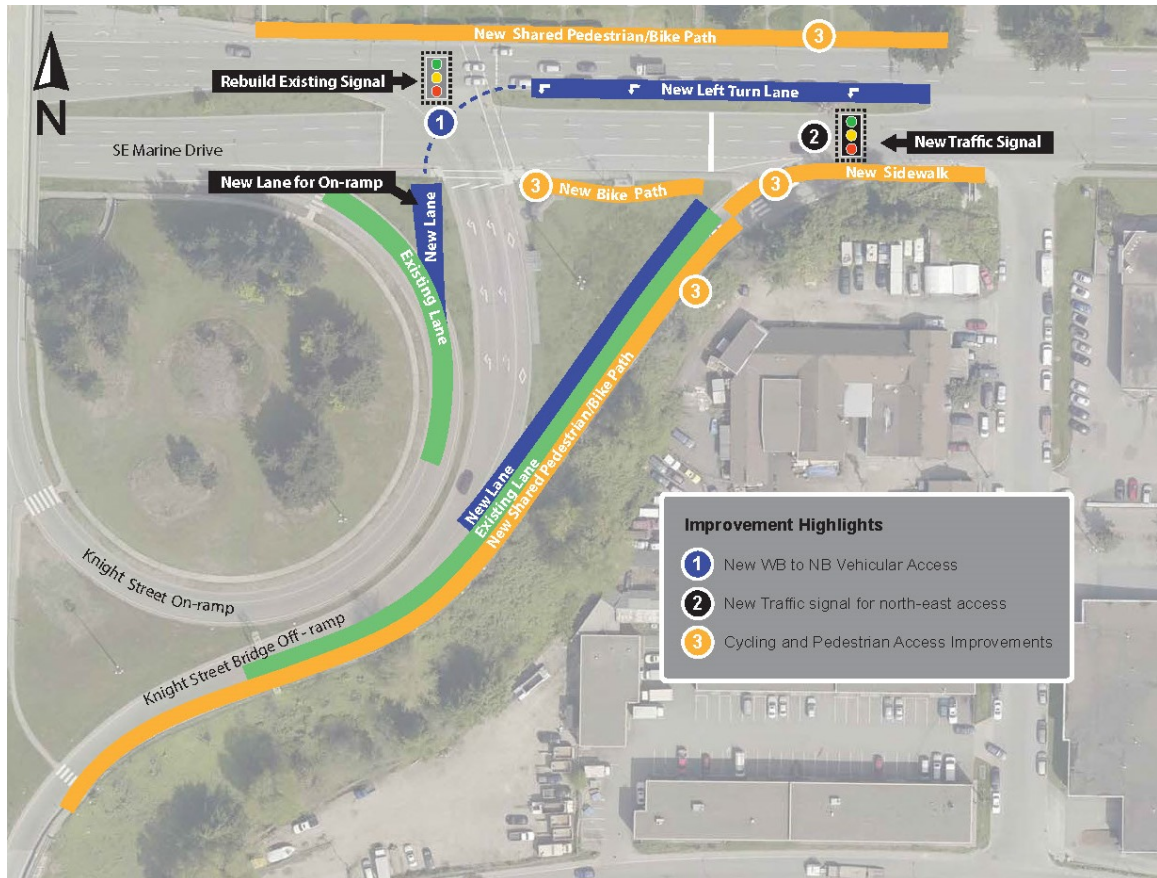 New Shared Pedestrian/Bike Path
3
Rebuild Existing Signal
N
New Left Turn Lane
1
2
New Traffic Signal
SE Marine Drive
New Lane for On-ramp
3
New Bike Path
3
New Sidewalk
New Lane
Existing Lane
3
New Lane
Existing Lane
New Shared Pedestrian/Bike Path
Knight Street On-ramp
Knight Street Bridge Off - ramp
Improvement Highlights
1 New WB to NB Vehicular Access
2 New Traffic signal for north-east access
3 Cycling and Pedestrian Access Improvements